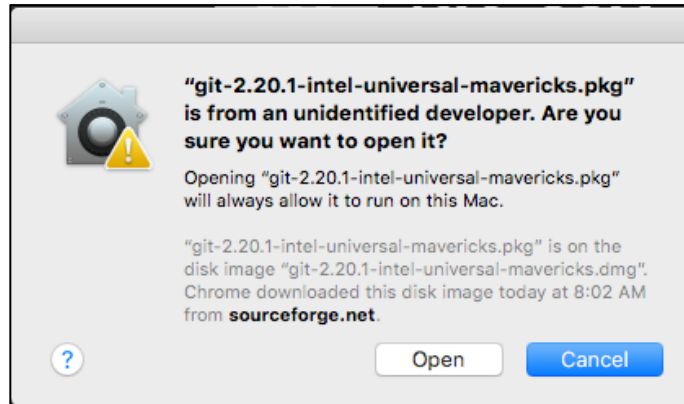 “git-2.20.1-intel-universal-mavericks.pkg”
is from an unidentified developer. Are you
sure you want to open it?
Opening “git-2.20.1-intel-universal-mavericks.pkg”
will always allow it to run on this Mac.
“git-2.20.1-intel-universal-mavericks.pkg” is on the
disk image “git-2.20.1-intel-universal-mavericks.dmg”.
Chrome downloaded this disk image today at 8:02 AM
from sourceforge.net.
? Open Cancel